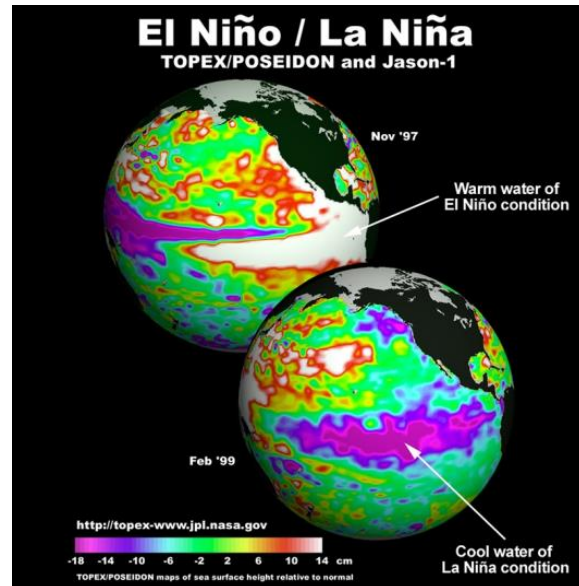 El Niño / La Niña
TOPEX/POSEIDON and Jason-1
Nov '97
Warm water of
El Niño condition
Feb '99
http://topex-www.jpl.nasa.gov
-18 -14 -10 -6 -2 2 6 10 14 cm
TOPEX/POSEIDON maps of sea surface height relative to normal
Cool water of
La Niña condition